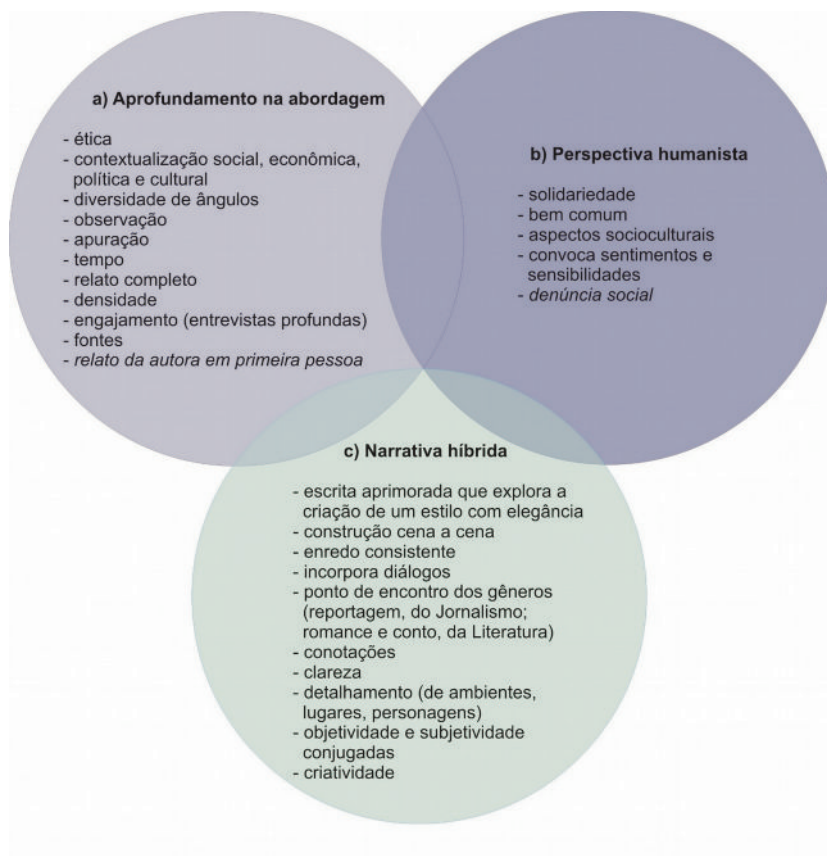 a) Aprofundamento na abordagem
- ética
- contextualização social, econômica,
política e cultural
- diversidade de ângulos
- observação
- apuração
- tempo
- relato completo
- densidade
- engajamento (entrevistas profundas)
- fontes
- relato da autora em primeira pessoa
b) Perspectiva humanista
- solidariedade
- bem comum
- aspectos socioculturais
- convoca sentimentos e
sensibilidades
- denúncia social
c) Narrativa híbrida
- escrita aprimorada que explora a
criação de um estilo com elegância
- construção cena a cena
- enredo consistente
- incorpora diálogos
- ponto de encontro dos gêneros
(reportagem, do Jornalismo;
romance e conto, da Literatura)
- conotações
- clareza
- detalhamento (de ambientes,
lugares, personagens)
- objetividade e subjetividade
conjugadas
- criatividade